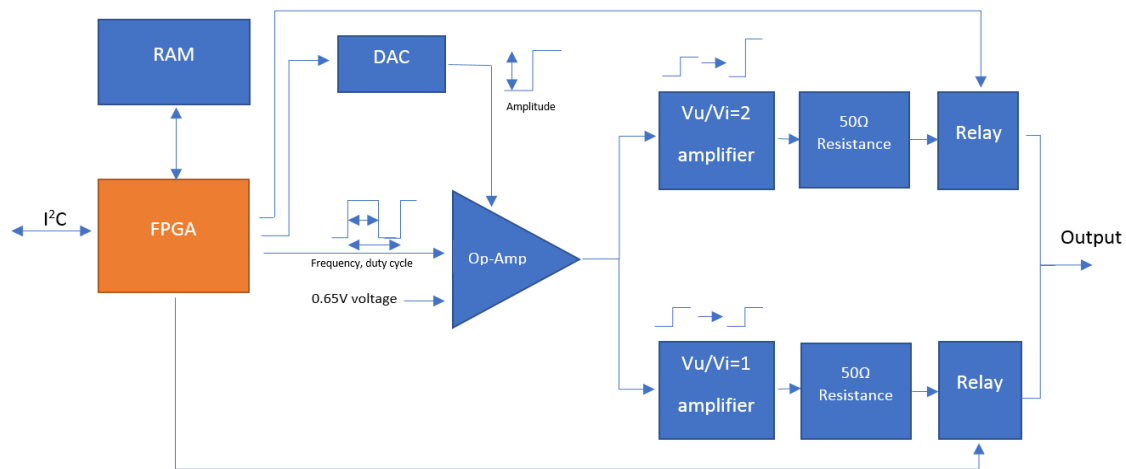 RAM
DAC
Amplitude
Vu/Vi=2
amplifier
50Ω
Resistance
Relay
I²C
FPGA
Frequency, duty cycle
0.65V voltage
Op-Amp
Output
Vu/Vi=1
amplifier
50Ω
Resistance
Relay